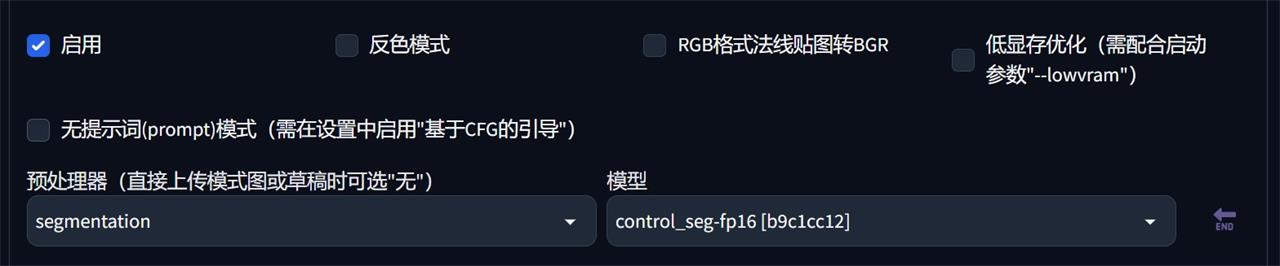 启用
反色模式
RGB格式法线贴图转BGR
低显存优化（需配合启动
参数"--lowvram"）
无提示词(prompt)模式（需在设置中启用"基于CFG的引导"）
预处理器（直接上传模式图或草稿时可选"无"）
模型
segmentation
control_seg-fp16 [b9c1cc12]
END